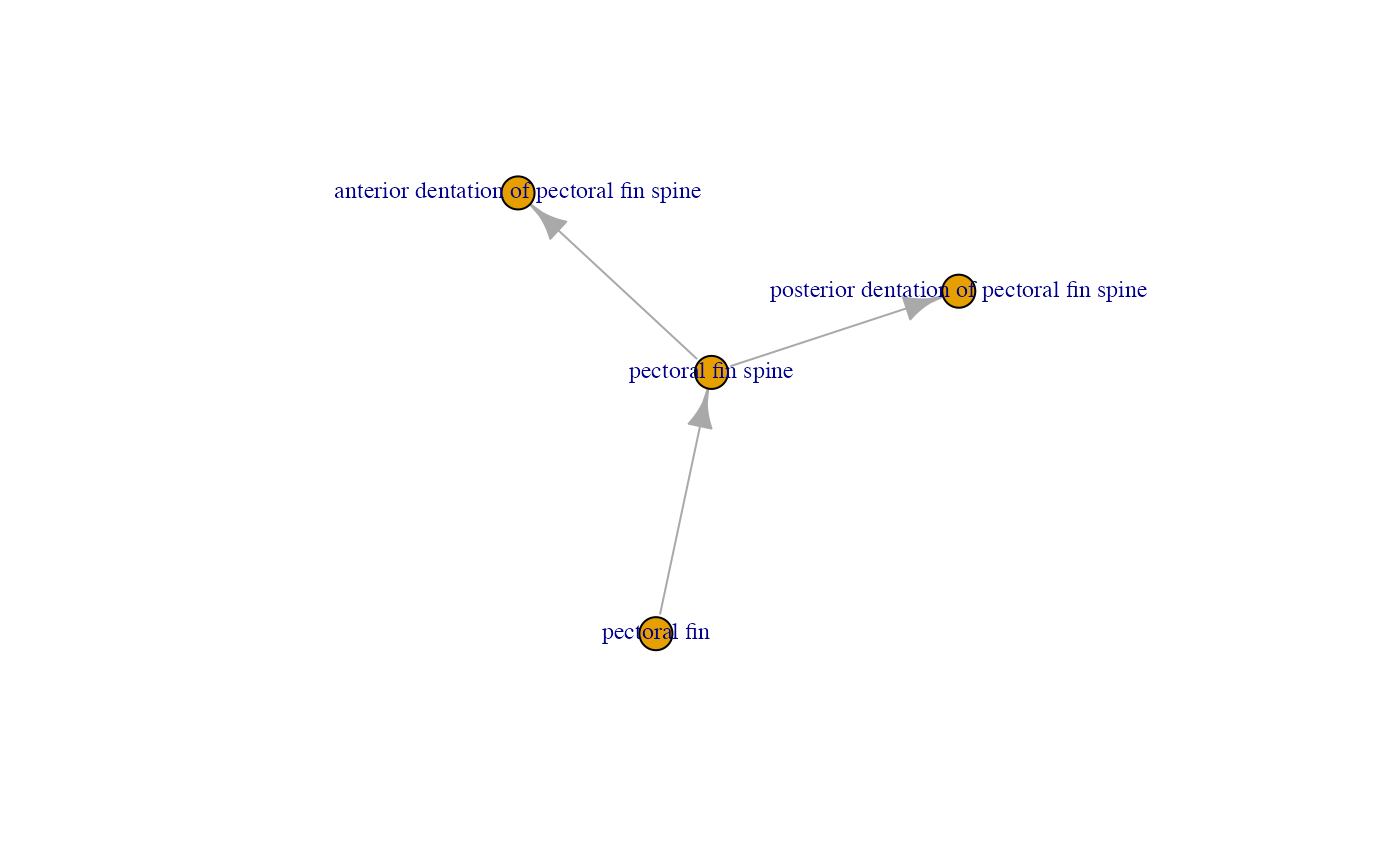 anterior dentation of pectoral fin spine
posterior dentation of pectoral fin spine
pectoral fin spine
pectoral fin